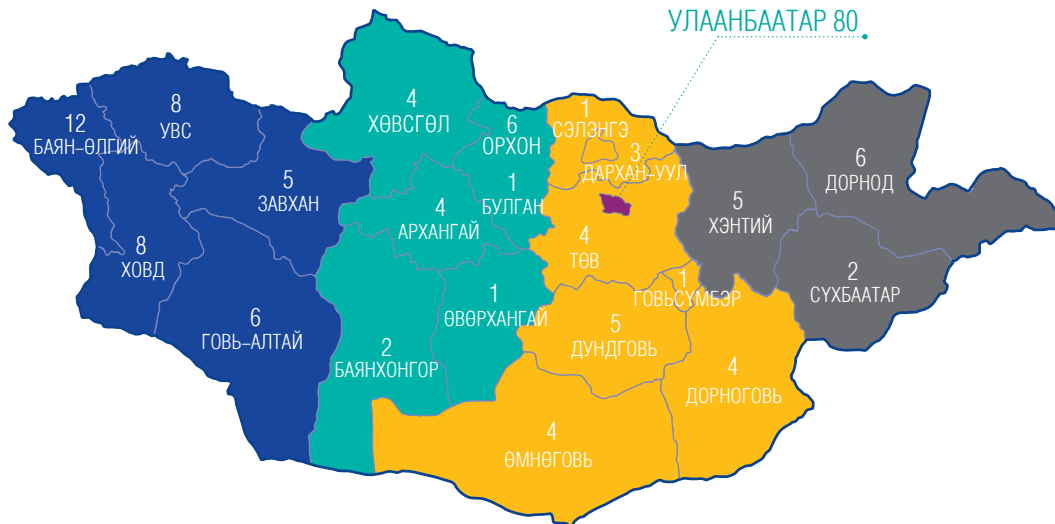 УЛААНБААТАР 80
12
БАЯН–ӨЛГИЙ
8
УВС
5
ЗАВХАН
8
ХОВД
6
ГОВЬ–АЛТАЙ
4
ХӨВСГӨЛ
6
ОРХОН
1
БУЛГАН
4
АРХАНГАЙ
1
ӨВӨРХАНГАЙ
2
БАЯНХОНГОР
1
СЭЛЭНГЭ
3
ДАРХАН–УУЛ
4
ТӨВ
1
ГОВЬСҮМБЭР
5
ДУНДГОВЬ
4
ДОРНОГОВЬ
4
ӨМНӨГОВЬ
5
ХЭНТИЙ
6
ДОРНОД
2
СҮХБААТАР